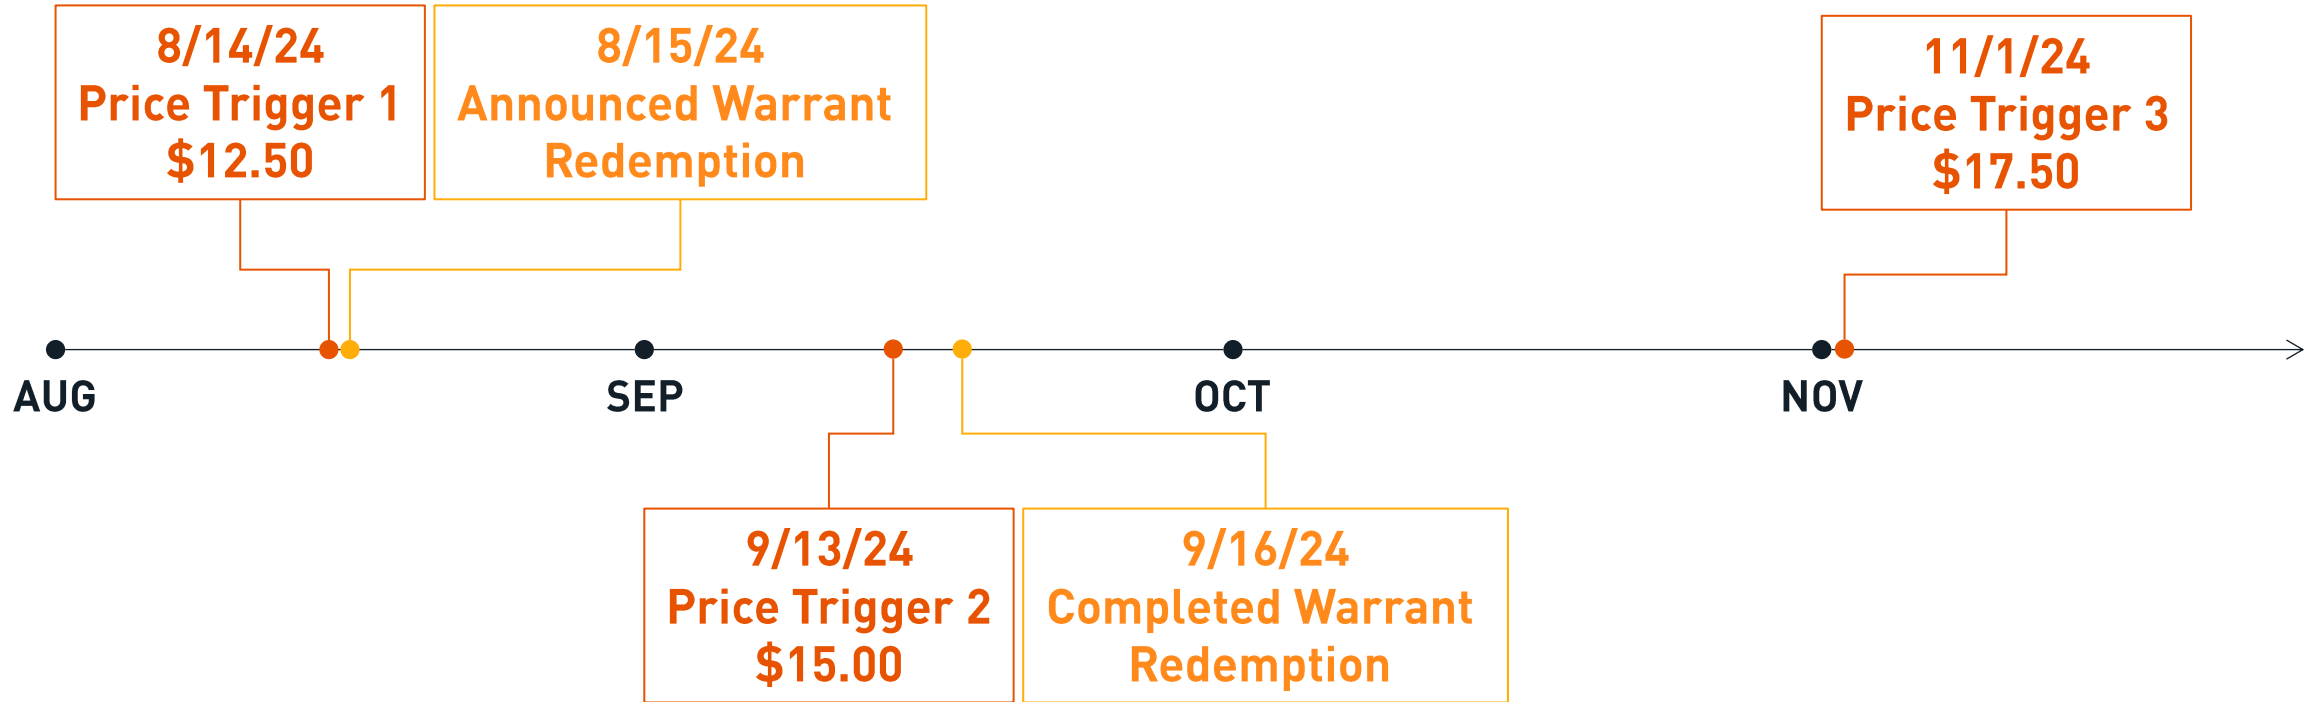 8/14/24
Price Trigger 1
$12.50
8/15/24
Announced Warrant
Redemption
11/1/24
Price Trigger 3
$17.50
AUG
SEP
OCT
NOV
9/13/24
Price Trigger 2
$15.00
9/16/24
Completed Warrant
Redemption